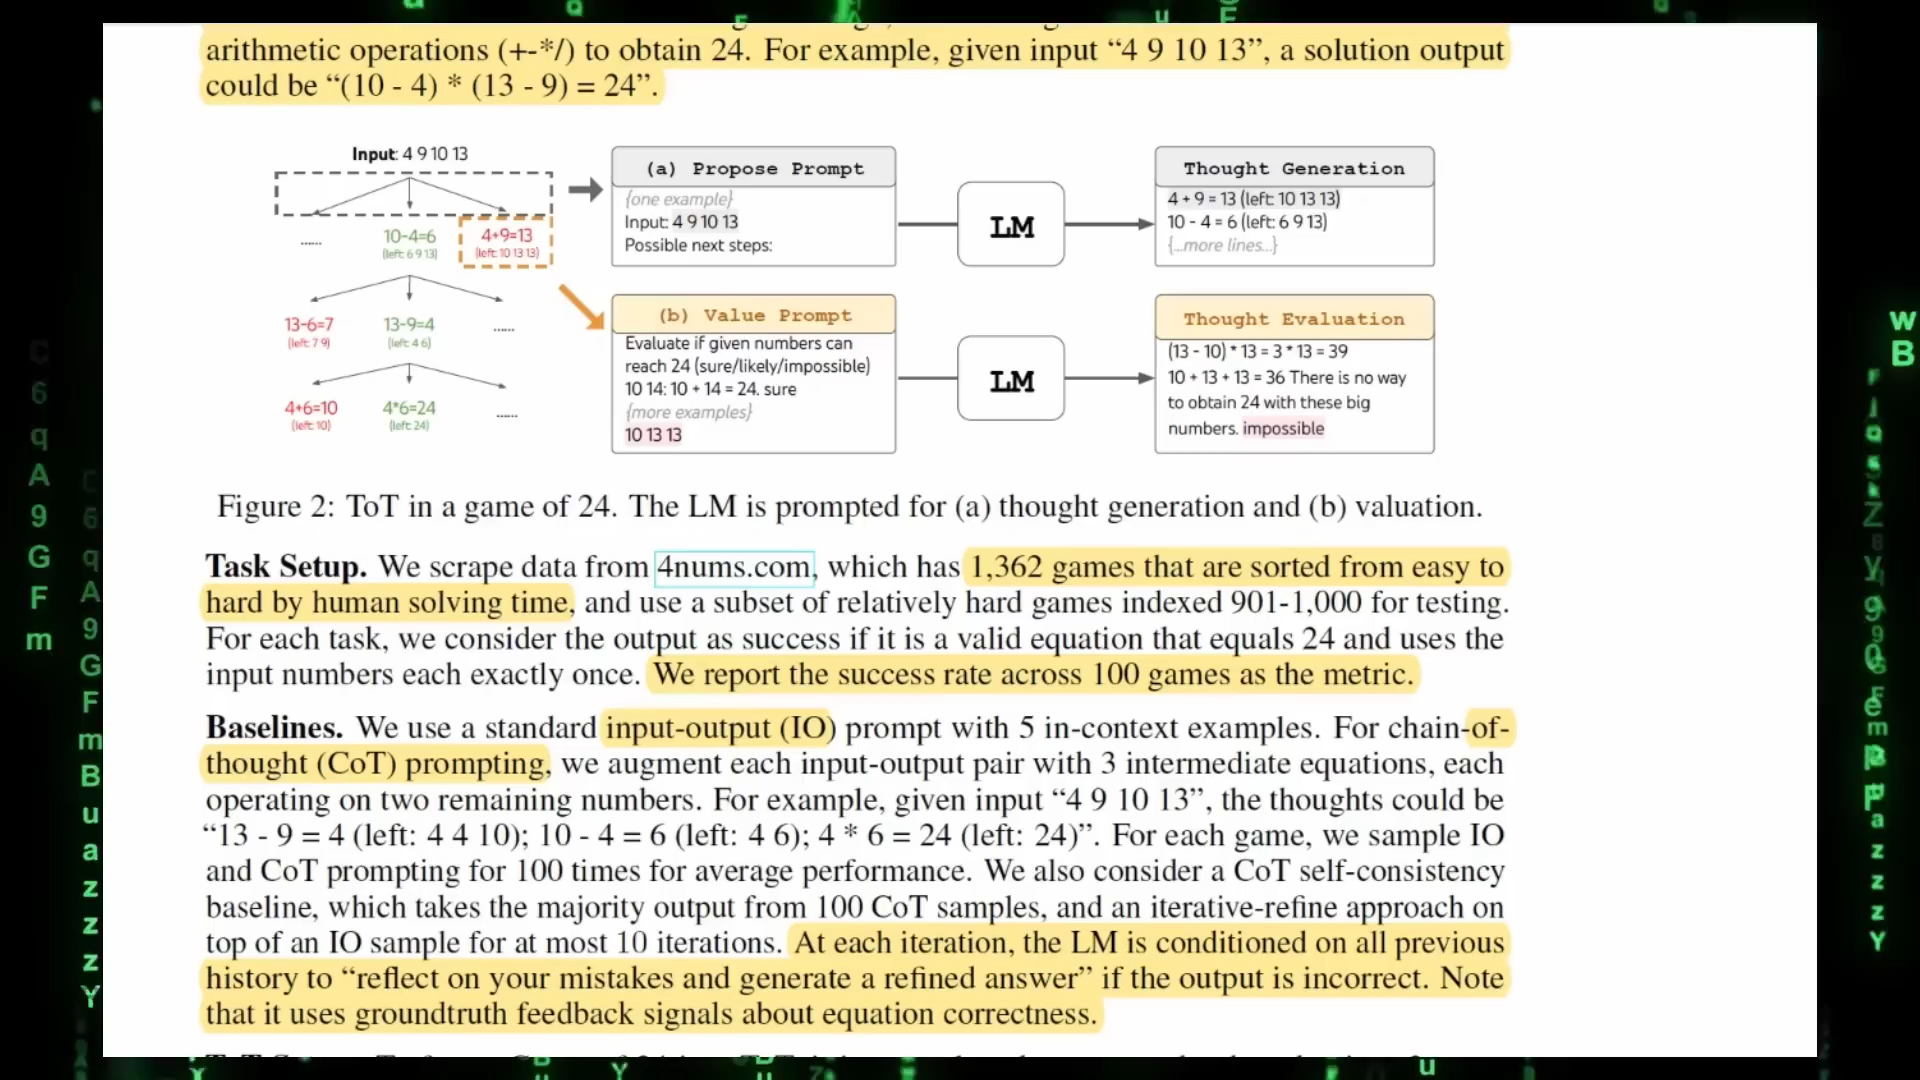 arithmetic operations (+-*/) to obtain 24. For example, given input “4 9 10 13”, a solution output
could be “(10 - 4) * (13 - 9) = 24”.
Input: 4 9 10 13
......
10-4=6
(left: 6 9 13)
4+9=13
(left: 10 13 13)
13-6=7
(left: 7 9)
13-9=4
(left: 4 6)
......
4+6=10
(left: 10)
4*6=24
(left: 24)
......
(a) Propose Prompt
{one example}
Input: 4 9 10 13
Possible next steps:
LM
Thought Generation
4 + 9 = 13 (left: 10 13 13)
10 - 4 = 6 (left: 6 9 13)
{...more lines...}
(b) Value Prompt
Evaluate if given numbers can
reach 24 (sure/likely/impossible)
10 14: 10 + 14 = 24. sure
{more examples}
10 13 13
LM
Thought Evaluation
(13 - 10) * 13 = 3 * 13 = 39
10 + 13 + 13 = 36 There is no way
to obtain 24 with these big
numbers. impossible
Figure 2: ToT in a game of 24. The LM is prompted for (a) thought generation and (b) valuation.
Task Setup. We scrape data from 4nums.com, which has 1,362 games that are sorted from easy to
hard by human solving time, and use a subset of relatively hard games indexed 901-1,000 for testing.
For each task, we consider the output as success if it is a valid equation that equals 24 and uses the
input numbers each exactly once. We report the success rate across 100 games as the metric.
Baselines. We use a standard input-output (IO) prompt with 5 in-context examples. For chain-of-
thought (CoT) prompting, we augment each input-output pair with 3 intermediate equations, each
operating on two remaining numbers. For example, given input “4 9 10 13”, the thoughts could be
“13 - 9 = 4 (left: 4 4 10); 10 - 4 = 6 (left: 4 6); 4 * 6 = 24 (left: 24)”. For each game, we sample IO
and CoT prompting for 100 times for average performance. We also consider a CoT self-consistency
baseline, which takes the majority output from 100 CoT samples, and an iterative-refine approach on
top of an IO sample for at most 10 iterations. At each iteration, the LM is conditioned on all previous
history to “reflect on your mistakes and generate a refined answer” if the output is incorrect. Note
that it uses groundtruth feedback signals about equation correctness.